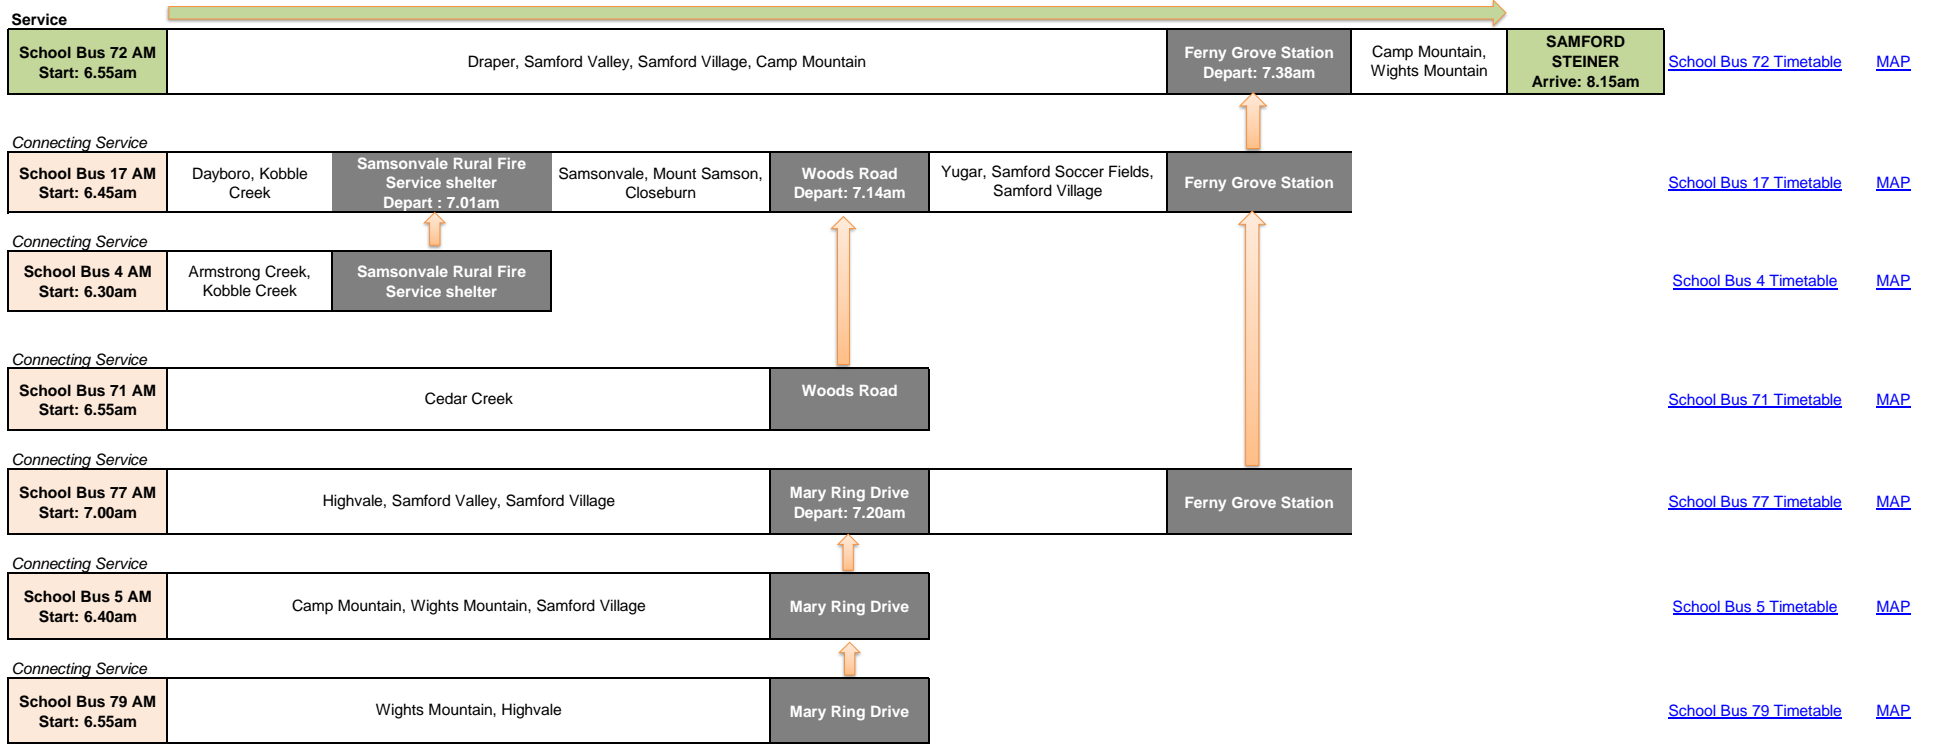 Service
School Bus 72 AM
Start: 6.55am
Draper, Samford Valley, Samford Village, Camp Mountain
Ferny Grove Station
Depart: 7.38am
Camp Mountain,
Wights Mountain
SAMFORD
STEINER
Arrive: 8.15am
School Bus 72 Timetable
MAP
Connecting Service
School Bus 17 AM
Start: 6.45am
Dayboro, Kobble
Creek
Samsonvale Rural Fire
Service shelter
Depart : 7.01am
Samsonvale, Mount Samson,
Closeburn
Woods Road
Depart: 7.14am
Yugar, Samford Soccer Fields,
Samford Village
Ferny Grove Station
School Bus 17 Timetable
MAP
Connecting Service
School Bus 4 AM
Start: 6.30am
Armstrong Creek,
Kobble Creek
Samsonvale Rural Fire
Service shelter
School Bus 4 Timetable
MAP
Connecting Service
School Bus 71 AM
Start: 6.55am
Cedar Creek
Woods Road
School Bus 71 Timetable
MAP
Connecting Service
School Bus 77 AM
Start: 7.00am
Highvale, Samford Valley, Samford Village
Mary Ring Drive
Depart: 7.20am
Ferny Grove Station
School Bus 77 Timetable
MAP
Connecting Service
School Bus 5 AM
Start: 6.40am
Camp Mountain, Wights Mountain, Samford Village
Mary Ring Drive
School Bus 5 Timetable
MAP
Connecting Service
School Bus 79 AM
Start: 6.55am
Wights Mountain, Highvale
Mary Ring Drive
School Bus 79 Timetable
MAP